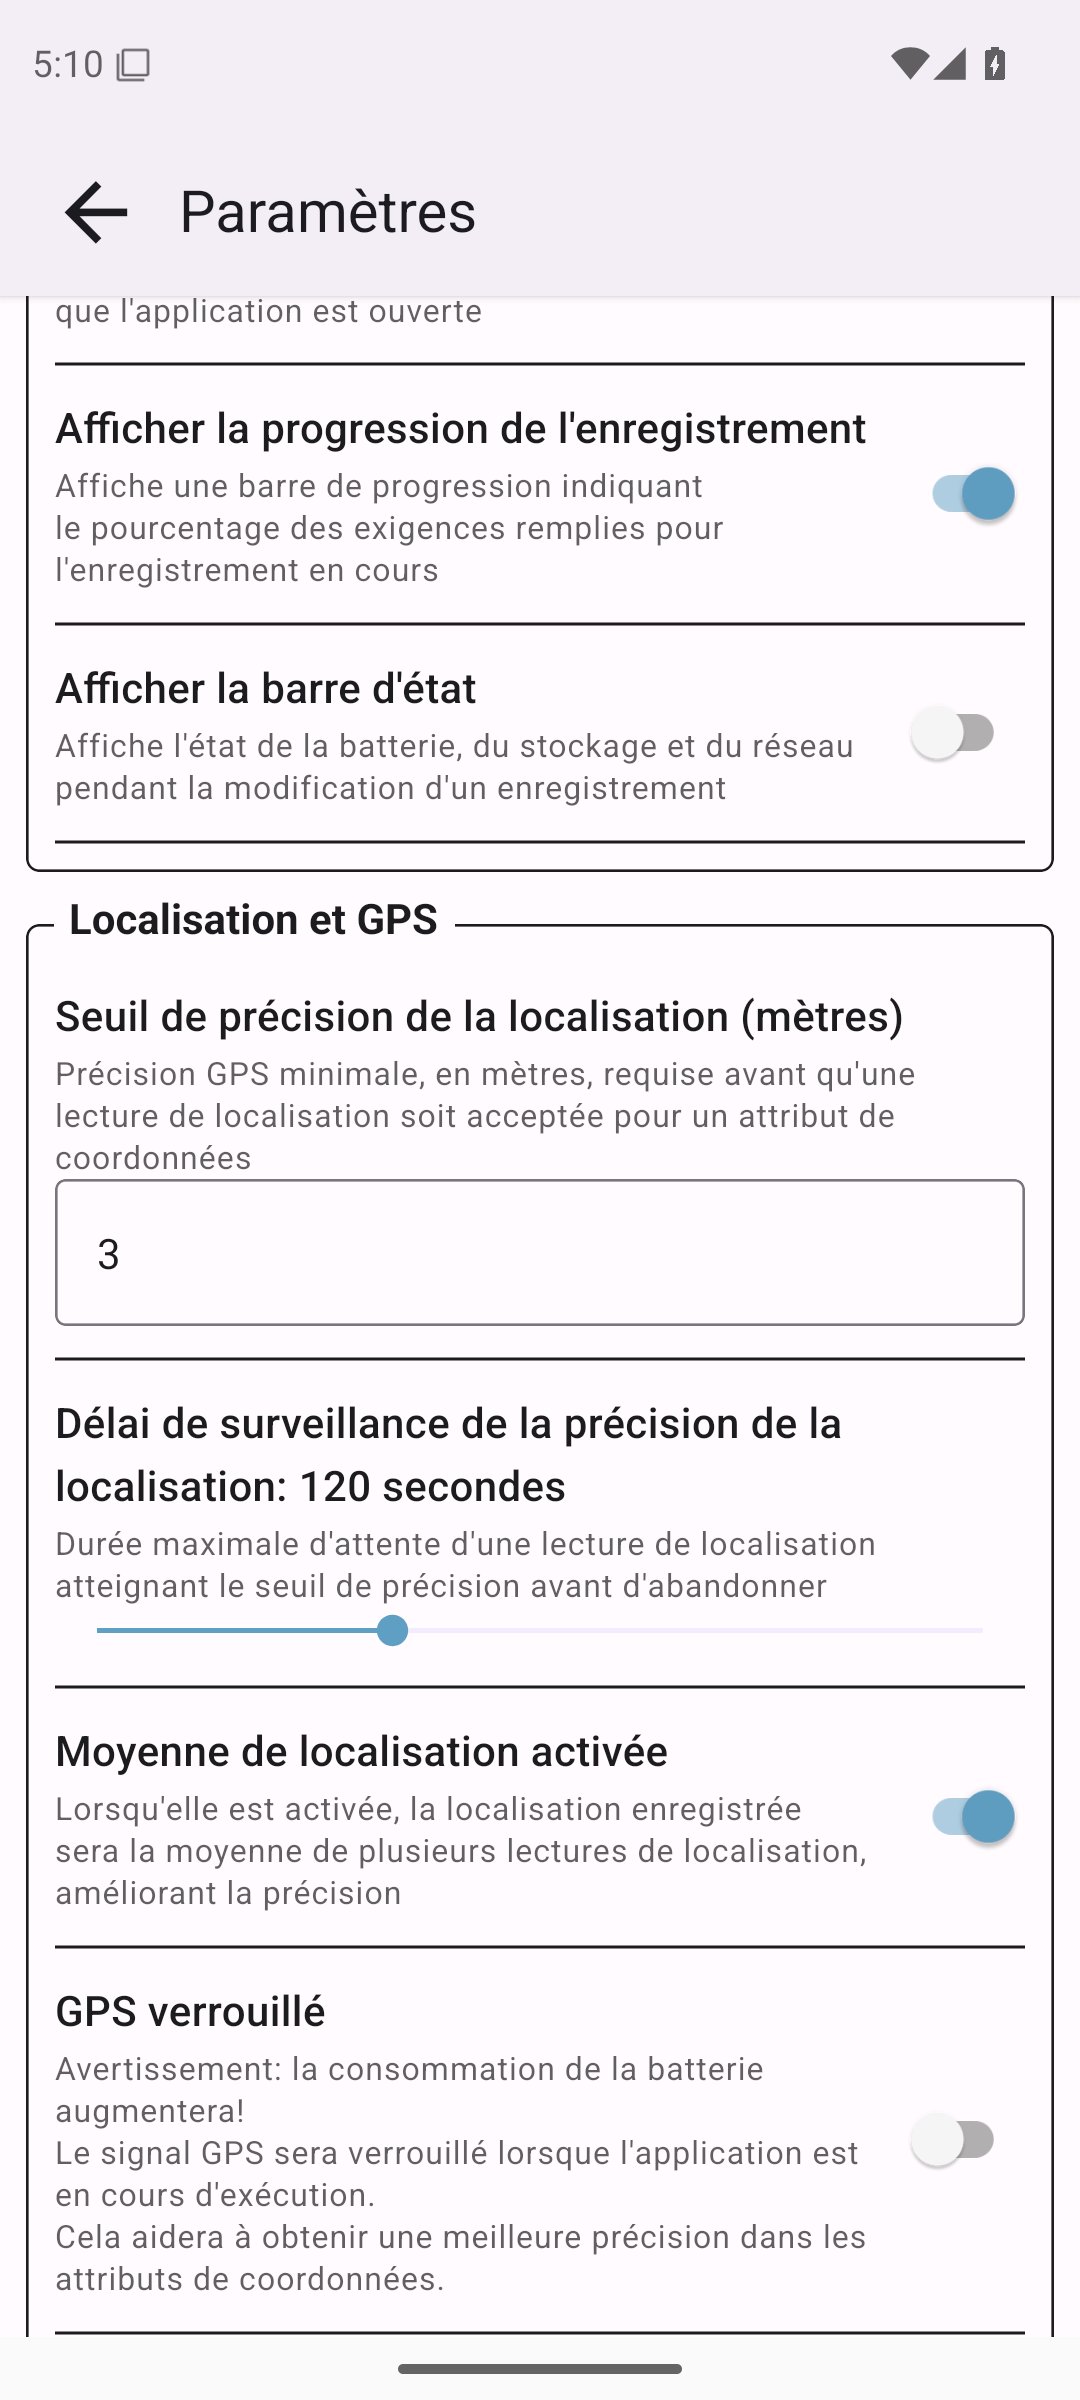 5:10
Paramètres
que l'application est ouverte
Afficher la progression de l'enregistrement
Affiche une barre de progression indiquant
le pourcentage des exigences remplies pour
l'enregistrement en cours
Afficher la barre d'état
Affiche l'état de la batterie, du stockage et du réseau
pendant la modification d'un enregistrement
Localisation et GPS
Seuil de précision de la localisation (mètres)
Précision GPS minimale, en mètres, requise avant qu'une
lecture de localisation soit acceptée pour un attribut de
coordonnées
3
Délai de surveillance de la précision de la
localisation: 120 secondes
Durée maximale d'attente d'une lecture de localisation
atteignant le seuil de précision avant d'abandonner
Moyenne de localisation activée
Lorsqu'elle est activée, la localisation enregistrée
sera la moyenne de plusieurs lectures de localisation,
améliorant la précision
GPS verrouillé
Avertissement: la consommation de la batterie
augmentera!
Le signal GPS sera verrouillé lorsque l'application est
en cours d'exécution.
Cela aidera à obtenir une meilleure précision dans les
attributs de coordonnées.